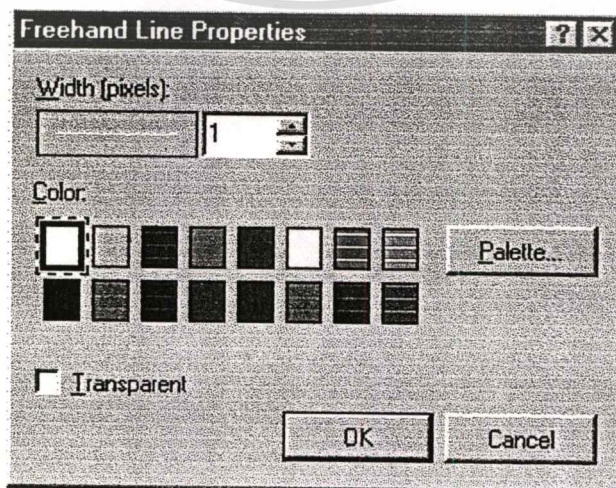 Freehand Line Properties
Width (pixels):
1
Color:
Palette...
Transparent
OK
Cancel